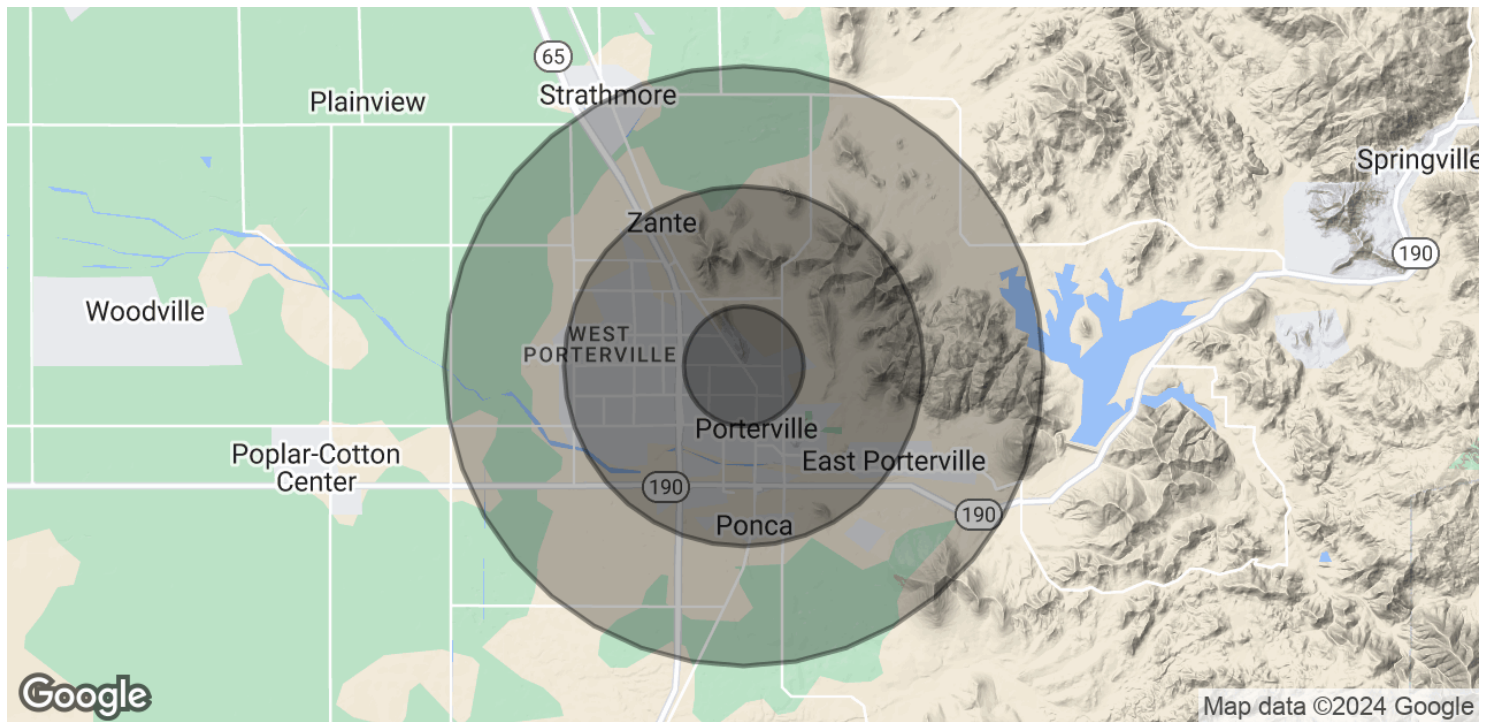 65
Plainview
Strathmore
Springville
Zante
190
Woodville
WEST
PORTERVILLE
Porterville
Poplar-Cotton
Center
East Porterville
190
190
Ponca
Google
Map data ©2024 Google